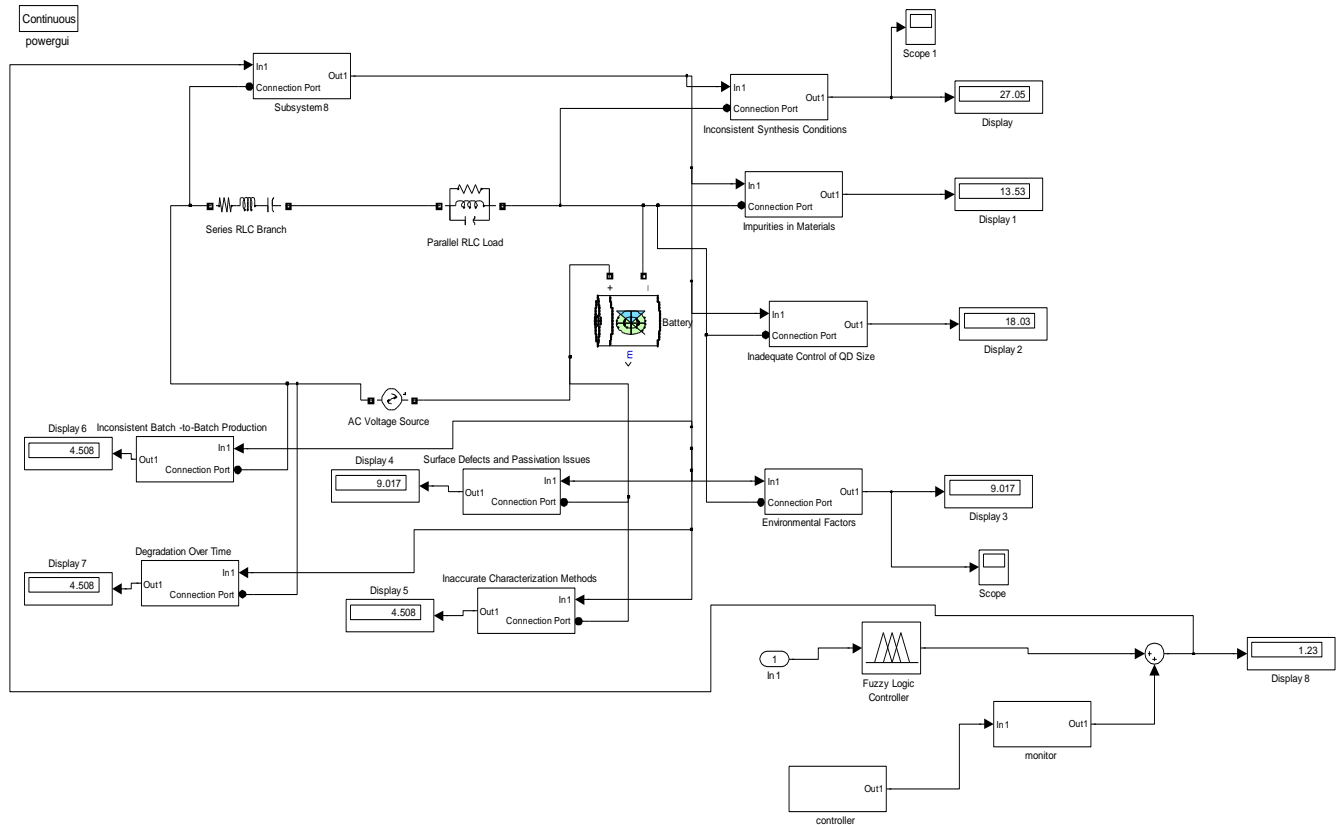 Continuous
powergui
In1
Connection Port
Out1
Subsystem 8
Scope 1
In1
Connection Port
Out1
Inconsistent Synthesis Conditions
27.05
Display
In1
Connection Port
Out1
Impurities in Materials
13.53
Display 1
Series RLC Branch
Parallel RLC Load
+
m
Battery
In1
Connection Port
Out1
Inadequate Control of QD Size
18.03
Display 2
AC Voltage Source
Display 6
4.508
Inconsistent Batch -to-Batch Production
In1
Out1
Connection Port
Display 4
9.017
Surface Defects and Passivation Issues
In1
Out1
Connection Port
In1
Connection Port
Out1
Environmental Factors
9.017
Display 3
Scope
Display 7
4.508
Degradation Over Time
In1
Out1
Connection Port
Display 5
4.508
Inaccurate Characterization Methods
In1
Out1
Connection Port
1
In 1
Fuzzy Logic
Controller
+
+
1.23
Display 8
In1
Out1
monitor
Out1
controller